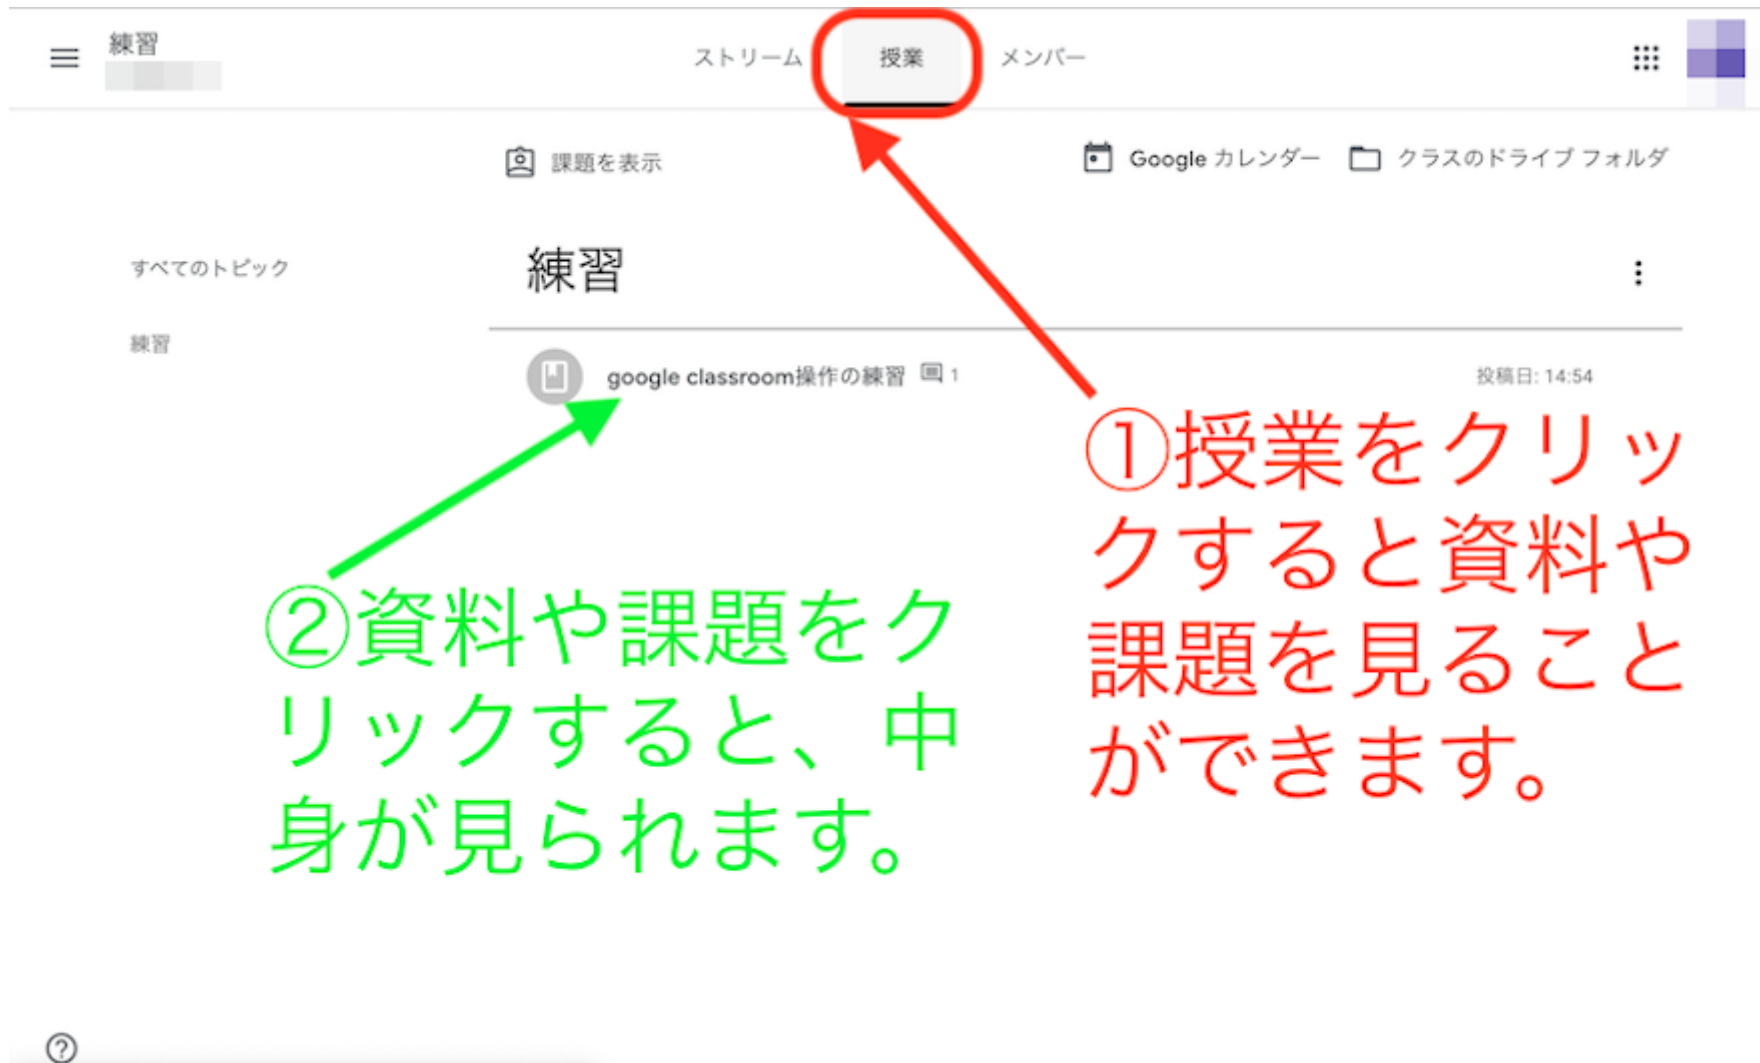 練習
ストリーム 授業 メンバー
課題を表示
Google カレンダー クラスのドライブ フォルダ
すべてのトピック
練習
練習
google classroom操作の練習 1
投稿日: 14:54
①授業をクリッ
クすると資料や
課題を見ること
ができます。
②資料や課題をク
リックすると、中
身が見られます。